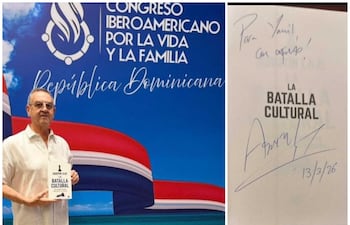 CONGRESO
IBEROAMERICANO
POR LA VIDA
Y LA FAMILIA
República Dominicana
LA
BATALLA
CULTURAL
Para Yamil,
con aprecio!
LA
BATALLA
CULTURAL
13/3/26